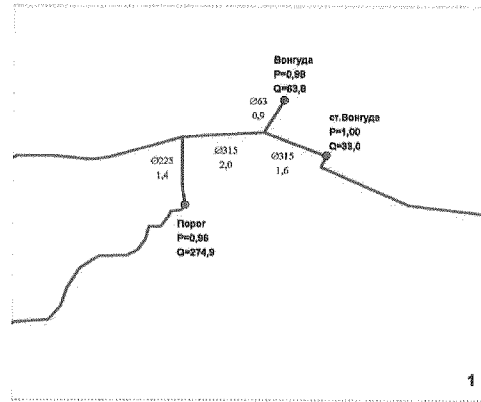 Вонгуда
P=0,98
Q=63,8
Ø63
0,9
ст.Вонгуда
P=1,00
Q=33,0
Ø225
1,4
Ø315
2,0
Ø315
1,6
Порог
P=0,96
Q=274,9
1